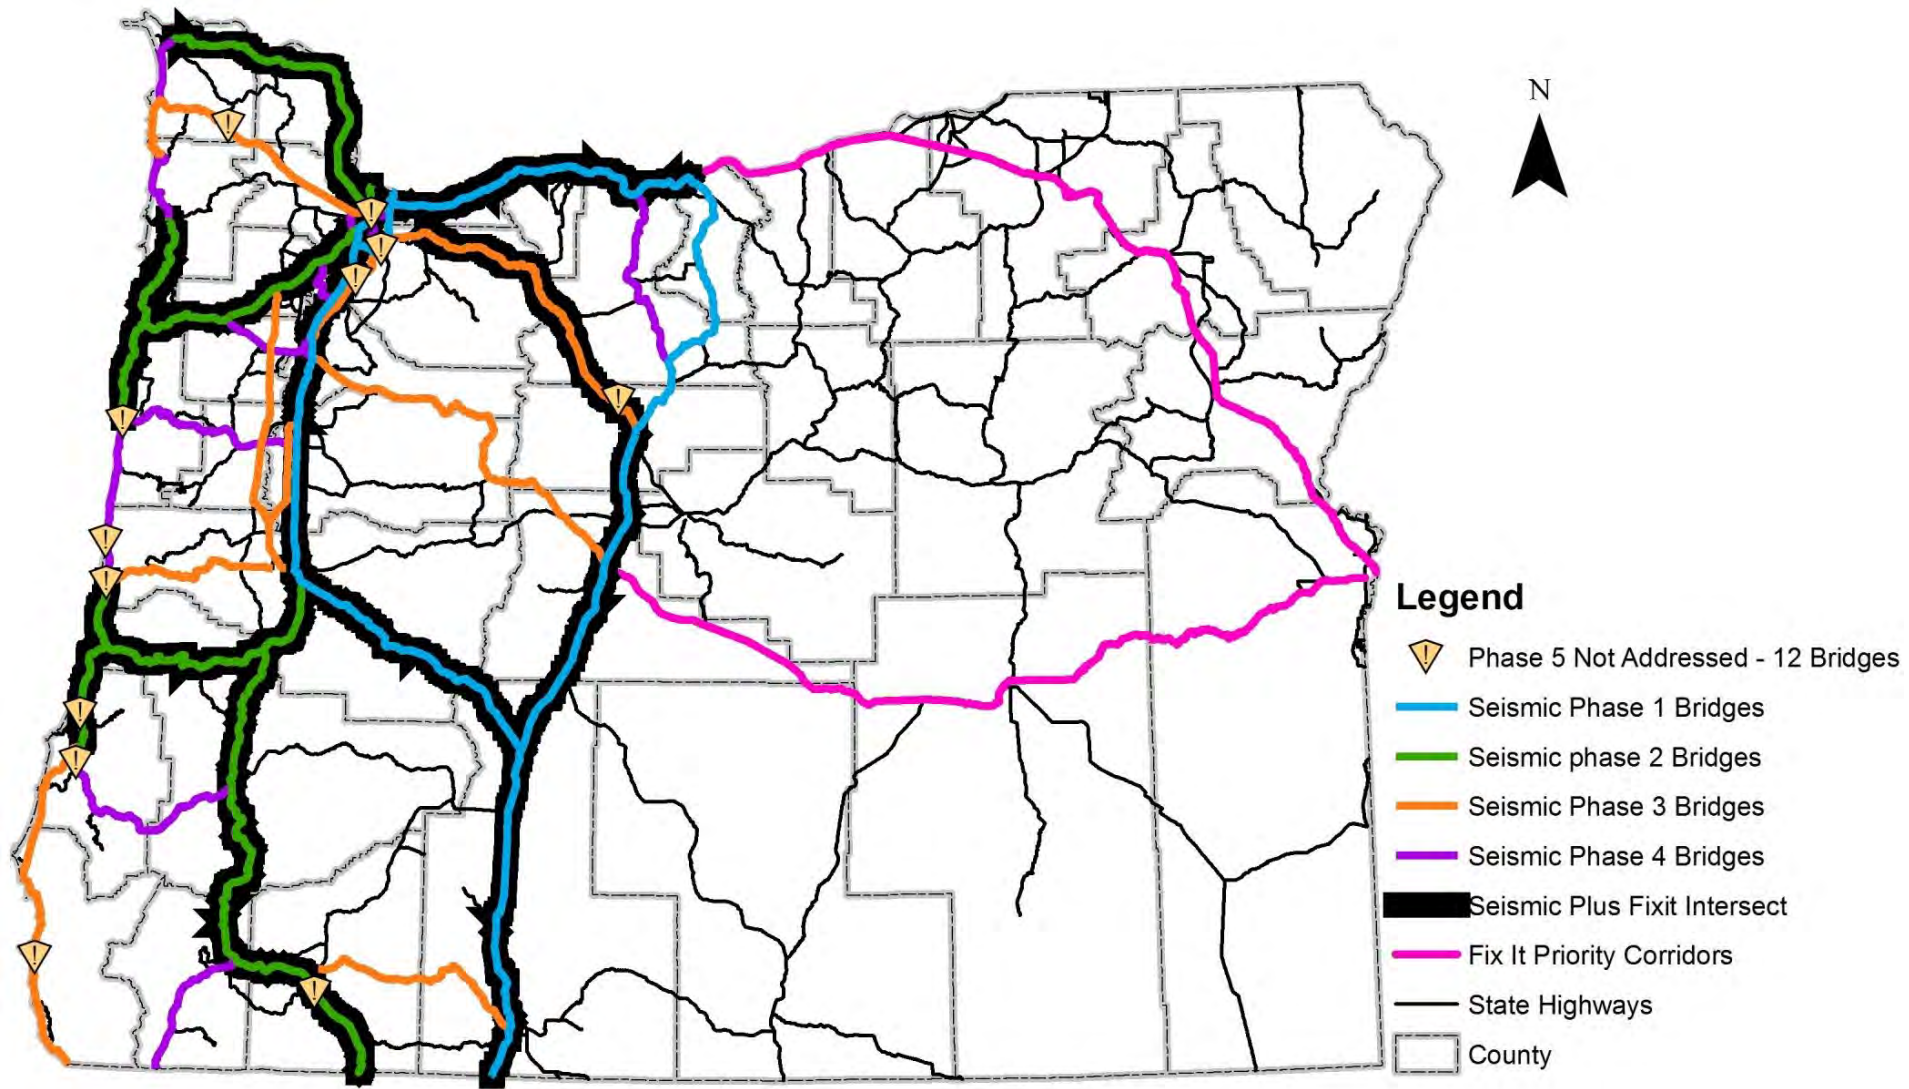 N
Legend
Phase 5 Not Addressed - 12 Bridges
Seismic Phase 1 Bridges
Seismic phase 2 Bridges
Seismic Phase 3 Bridges
Seismic Phase 4 Bridges
Seismic Plus Fixit Intersect
Fix It Priority Corridors
State Highways
County